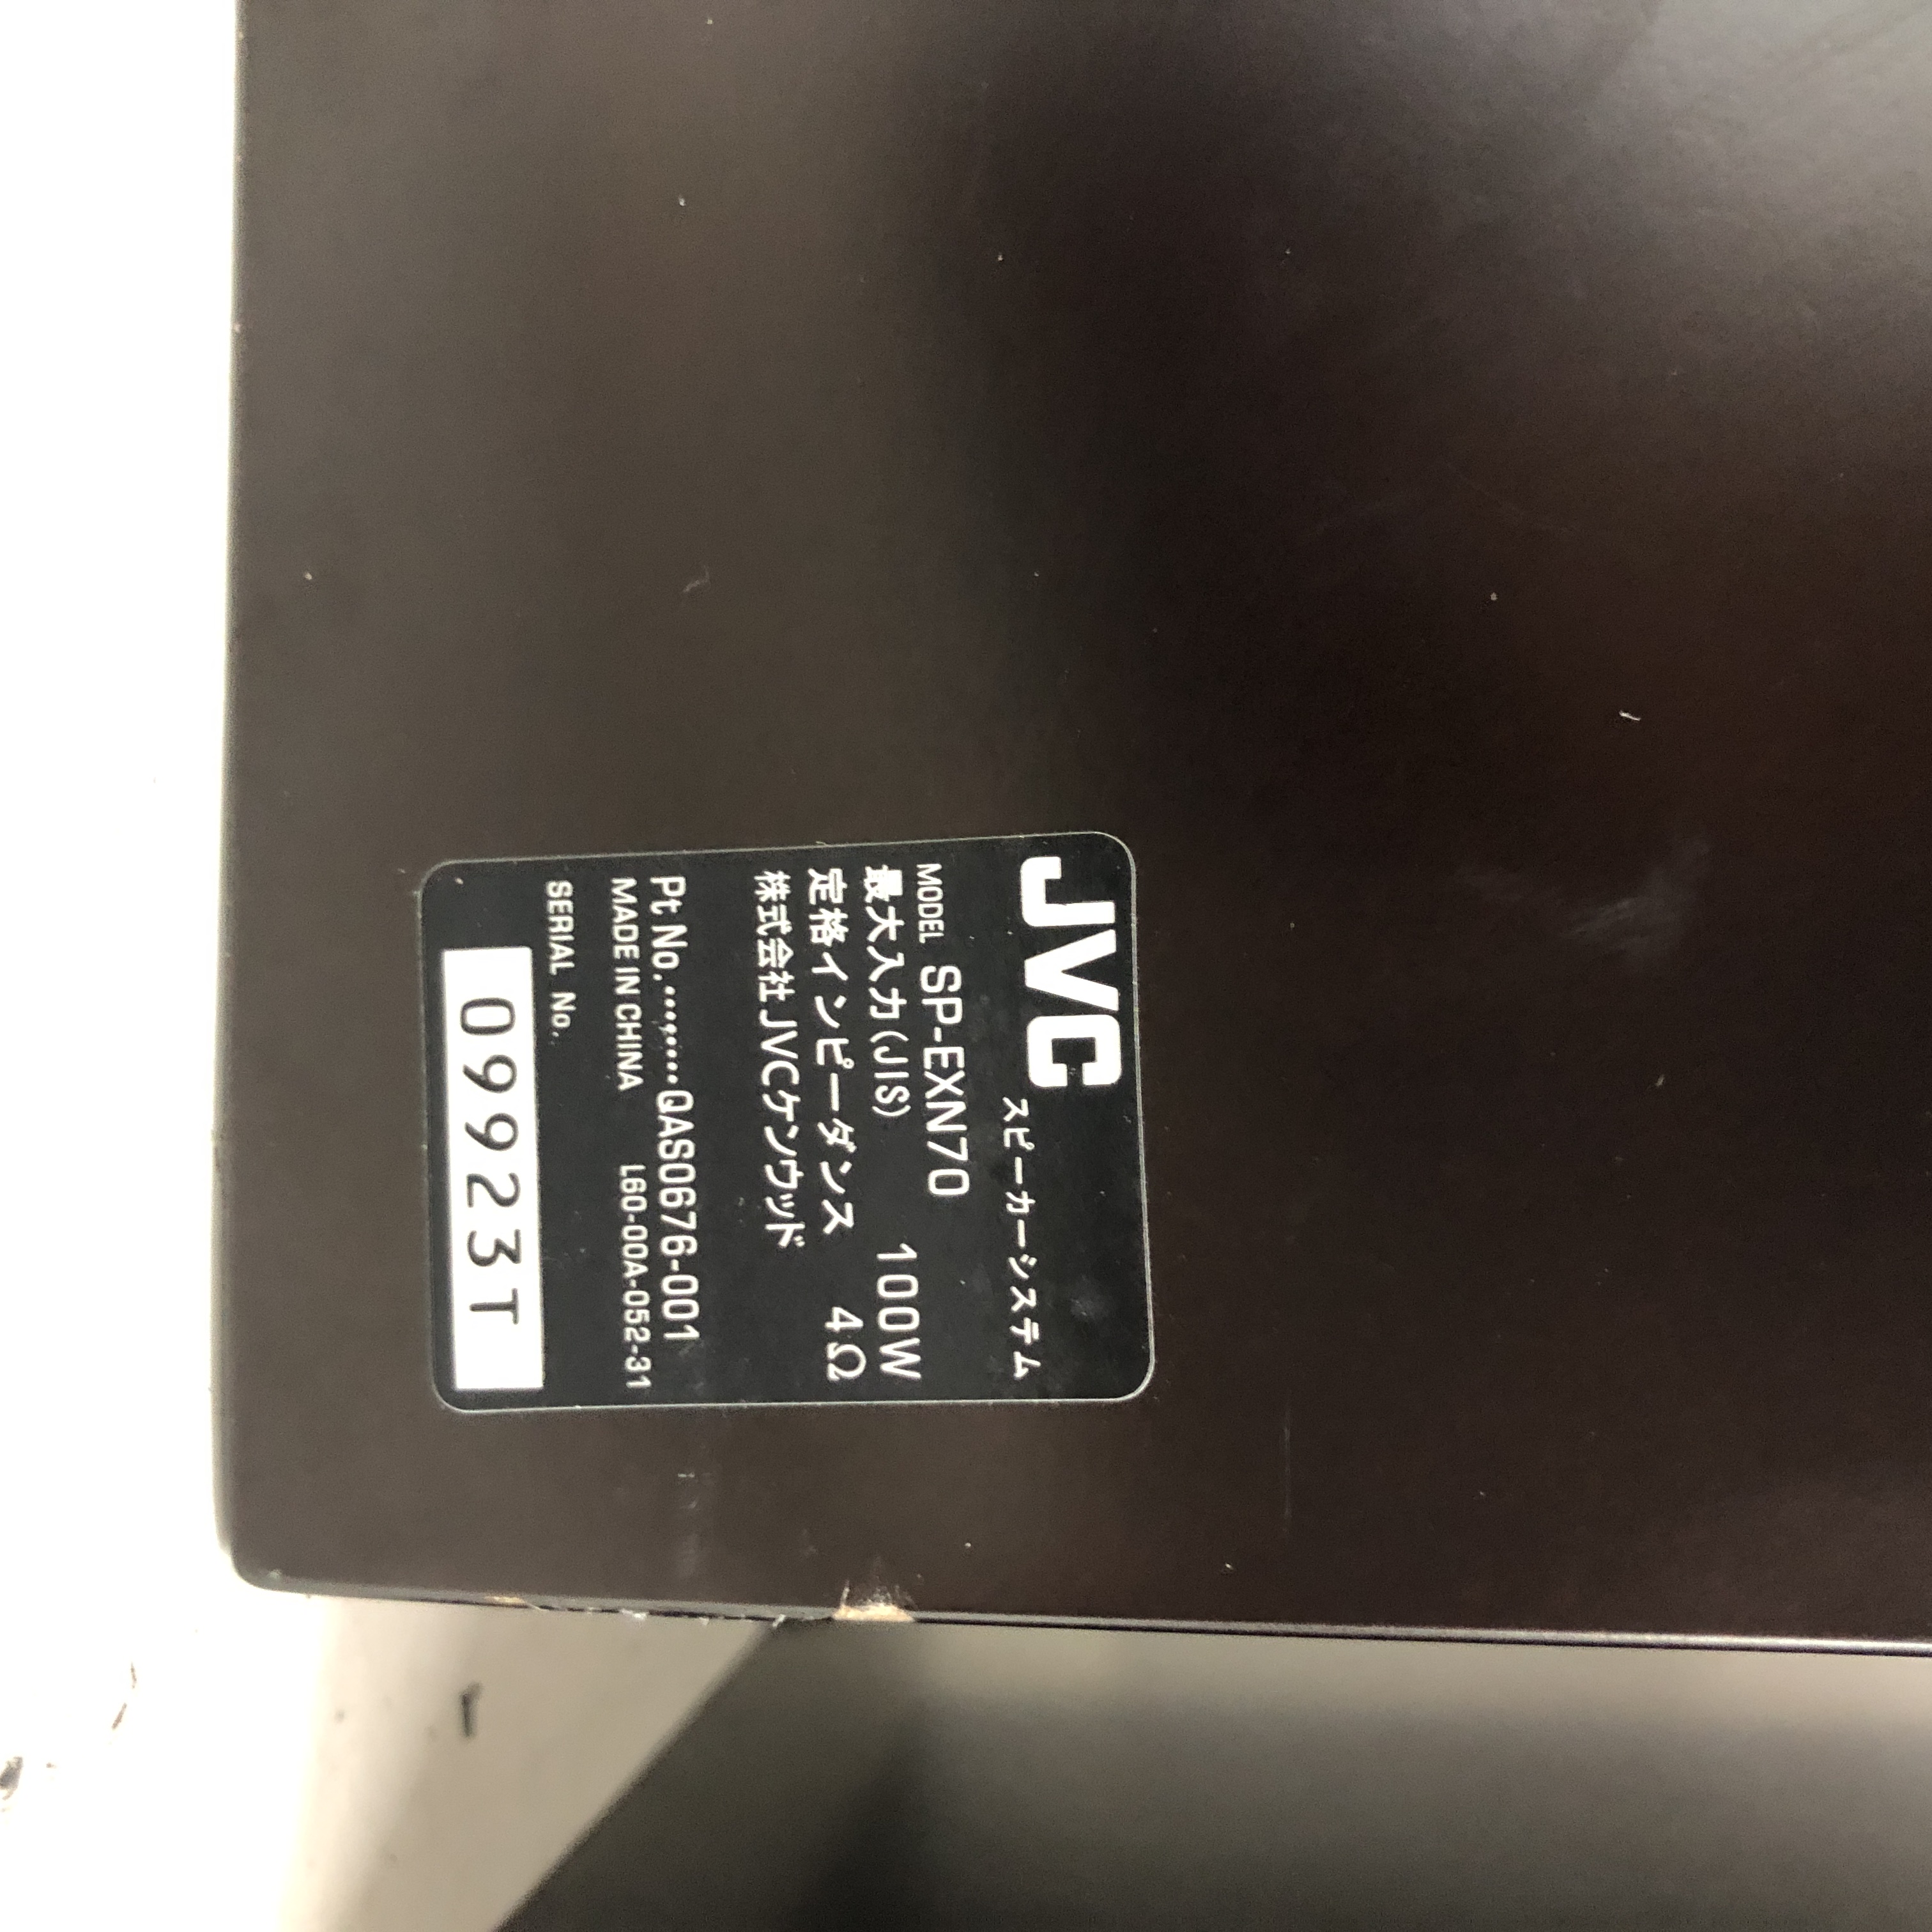 JVC
スピーカーシステム
MODEL SP-EXN70
最大入力(JIS) 100W
定格インピーダンス 4Ω
株式会社JVCケンウッド
Pt No.………QAS0676-001
MADE IN CHINA L60-00A-052-31
SERIAL No.
09923T